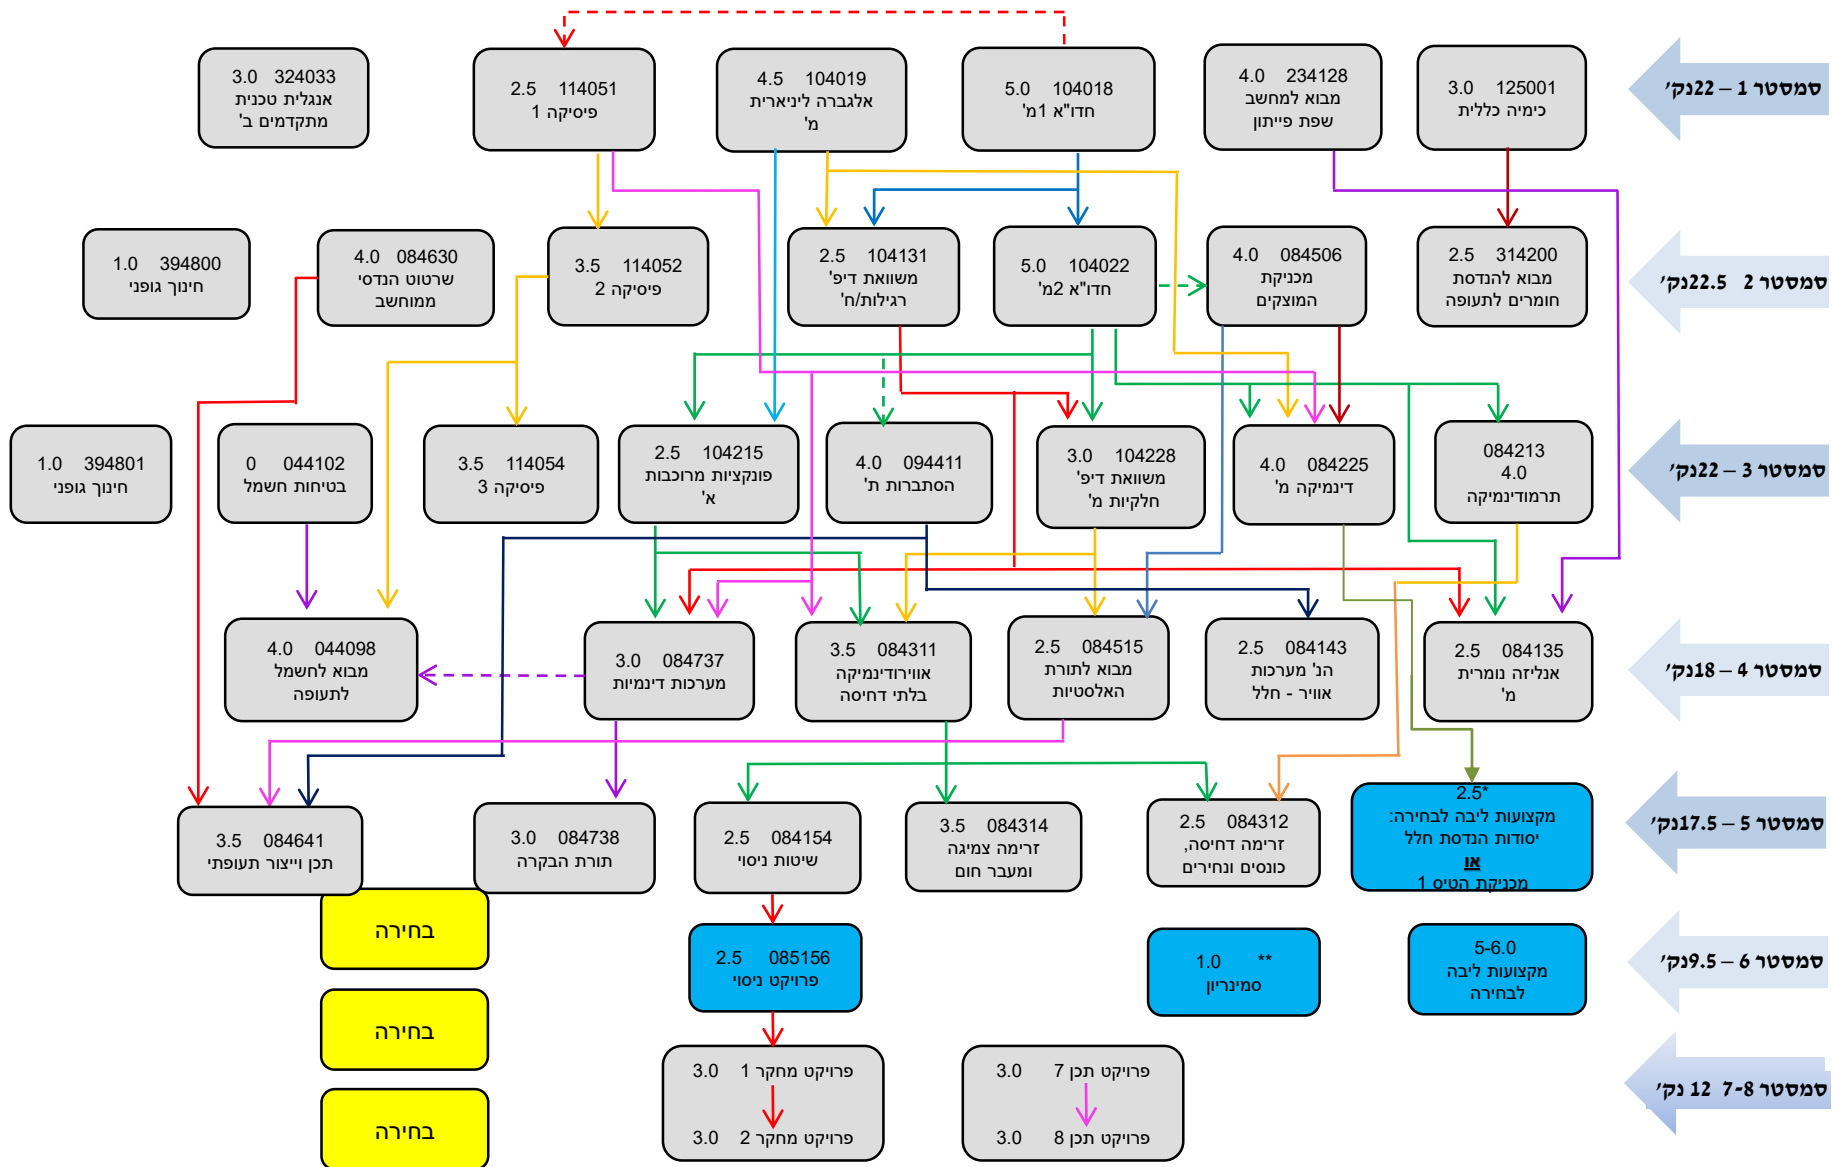 סמסטר 1 – 22נק'
125001 3.0
כימיה כללית
234128 4.0
מבוא למחשב
שפת פייתון
104018 5.0
חדו"א 1מ'
104019 4.5
אלגברה ליניארית
מ'
114051 2.5
פיסיקה 1
324033 3.0
אנגלית טכנית
מתקדמים ב'
סמסטר 2 22.5נק'
314200 2.5
מבוא להנדסת
חומרים לתעופה
084506 4.0
מכניקת
המוצקים
104022 5.0
חדו"א 2מ'
104131 2.5
משוואת דיפ'
רגילות/ח'
114052 3.5
פיסיקה 2
084630 4.0
שרטוט הנדסי
ממוחשב
394800 1.0
חינוך גופני
סמסטר 3 – 22נק'
084213
4.0
תרמודינמיקה
084225 4.0
דינמיקה מ'
104228 3.0
משוואת דיפ'
חלקיות מ'
094411 4.0
הסתברות ת'
104215 2.5
פונקציות מרוכבות
א'
114054 3.5
פיסיקה 3
044102 0
בטיחות חשמל
394801 1.0
חינוך גופני
סמסטר 4 – 18נק'
084135 2.5
אנליזה נומרית
מ'
084143 2.5
הנ' מערכות
אוויר - חלל
084515 2.5
מבוא לתורת
האלסטיות
084311 3.5
אווירודינמיקה
בלתי דחיסה
084737 3.0
מערכות דינמיות
044098 4.0
מבוא לחשמל
לתעופה
סמסטר 5 – 17.5נק'
2.5*
מקצועות ליבה לבחירה:
יסודות הנדסת חלל
או
מכניקת הטיס 1
084312 2.5
זרימה דחיסה,
כונסים ונחירים
084314 3.5
זרימה צמיגה
ומעבר חום
084154 2.5
שיטות ניסוי
084738 3.0
תורת הבקרה
084641 3.5
תכן וייצור תעופתי
סמסטר 6 – 9.5נק'
5-6.0
מקצועות ליבה
לבחירה
** 1.0
סמינריון
085156 2.5
פרויקט ניסוי
בחירה
בחירה
סמסטר 7-8 12 נק'
פרויקט תכן 7 3.0
פרויקט תכן 8 3.0
פרויקט מחקר 1 3.0
פרויקט מחקר 2 3.0
בחירה